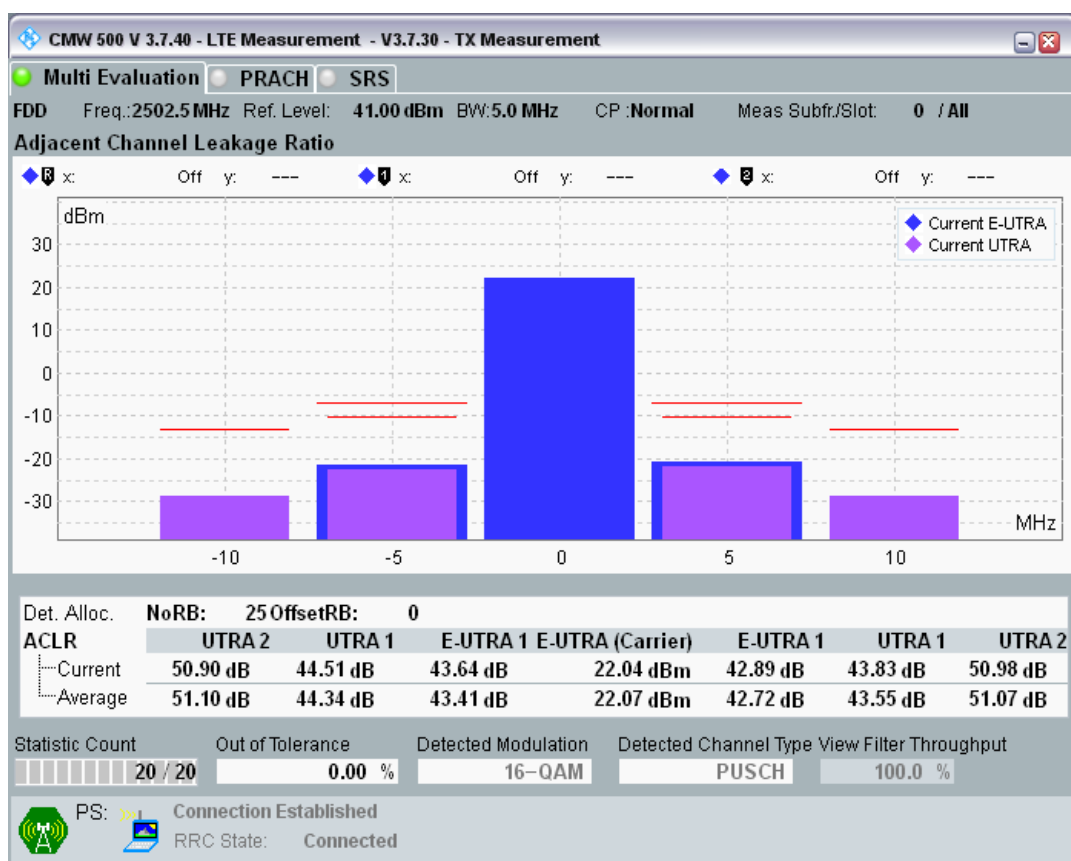 CMW 500 V 3.7.40 - LTE Measurement - V3.7.30 - TX Measurement
Multi Evaluation PRACH SRS
FDD Freq.:2502.5 MHz Ref. Level: 41.00 dBm BW:5.0 MHz CP :Normal Meas Subfr./Slot: 0 / All
Adjacent Channel Leakage Ratio
R x: Off y: --- 1 x: Off y: --- 2 x: Off y: ---
dBm
Current E-UTRA
Current UTRA
30
20
10
0
-10
-20
-30
MHz
-10 -5 0 5 10
Det. Alloc. NoRB: 25 OffsetRB: 0
ACLR UTRA 2 UTRA 1 E-UTRA 1 E-UTRA (Carrier) E-UTRA 1 UTRA 1 UTRA 2
Current 50.90 dB 44.51 dB 43.64 dB 22.04 dBm 42.89 dB 43.83 dB 50.98 dB
Average 51.10 dB 44.34 dB 43.41 dB 22.07 dBm 42.72 dB 43.55 dB 51.07 dB
Statistic Count Out of Tolerance Detected Modulation Detected Channel Type View Filter Throughput
20 / 20 0.00 % 16-QAM PUSCH 100.0 %
PS: Connection Established
RRC State: Connected